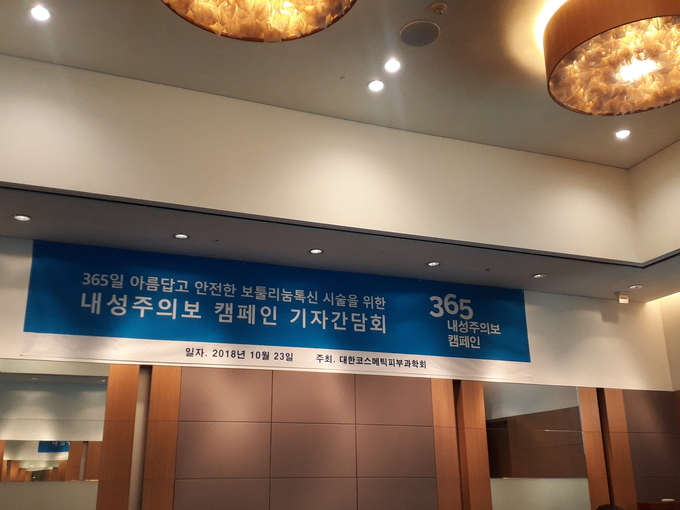 365일 아름답고 안전한 보툴리눔톡신 시술을 위한
내성주의보 캠페인 기자간담회
365
내성주의보
캠페인
일자. 2018년 10월 23일 주최. 대한코스메틱피부과학회